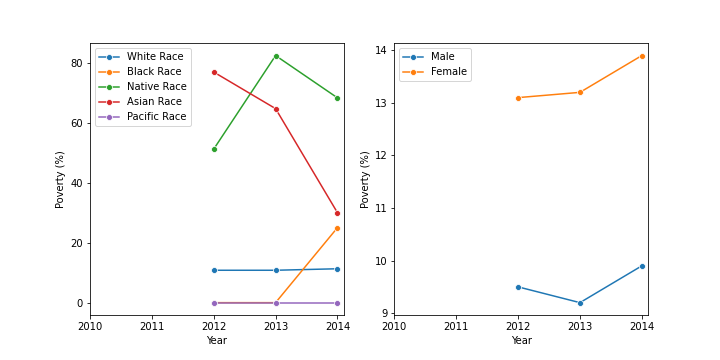 White Race
Black Race
Native Race
Asian Race
Pacific Race
80
60
40
20
0
Poverty (%)
2010 2011 2012 2013 2014
Year
Male
Female
14
13
12
11
10
9
Poverty (%)
2010 2011 2012 2013 2014
Year